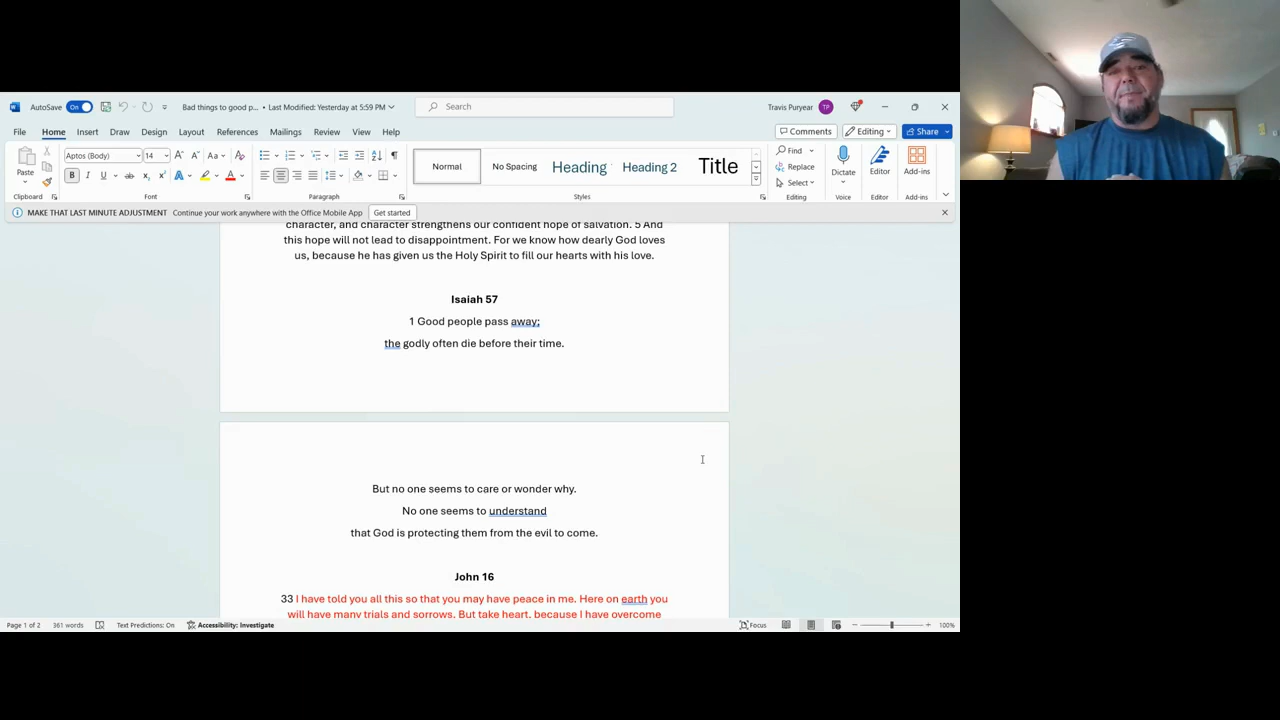 AutoSave On Bad things to good p... • Last Modified: Yesterday at 5:59 PM Search Travis Puryear TP
File Home Insert Draw Design Layout References Mailings Review View Help Comments Editing Share
Paste
Aptos (Body) 14 A A Aa A
B I U ab x₂ x² A A
Normal No Spacing Heading Heading 2 Title
Find
Replace
Select
Dictate Editor Add-ins
Clipboard Font Paragraph Styles Editing Voice Editor Add-ins
MAKE THAT LAST MINUTE ADJUSTMENT Continue your work anywhere with the Office Mobile App Get started
character, and character strengthens our confident hope of salvation. 5 And
this hope will not lead to disappointment. For we know how dearly God loves
us, because he has given us the Holy Spirit to fill our hearts with his love.
Isaiah 57
1 Good people pass away;
the godly often die before their time.
But no one seems to care or wonder why.
No one seems to understand
that God is protecting them from the evil to come.
John 16
33 I have told you all this so that you may have peace in me. Here on earth you
will have many trials and sorrows. But take heart, because I have overcome
Page 1 of 2 361 words Text Predictions: On Accessibility: Investigate Focus 100%